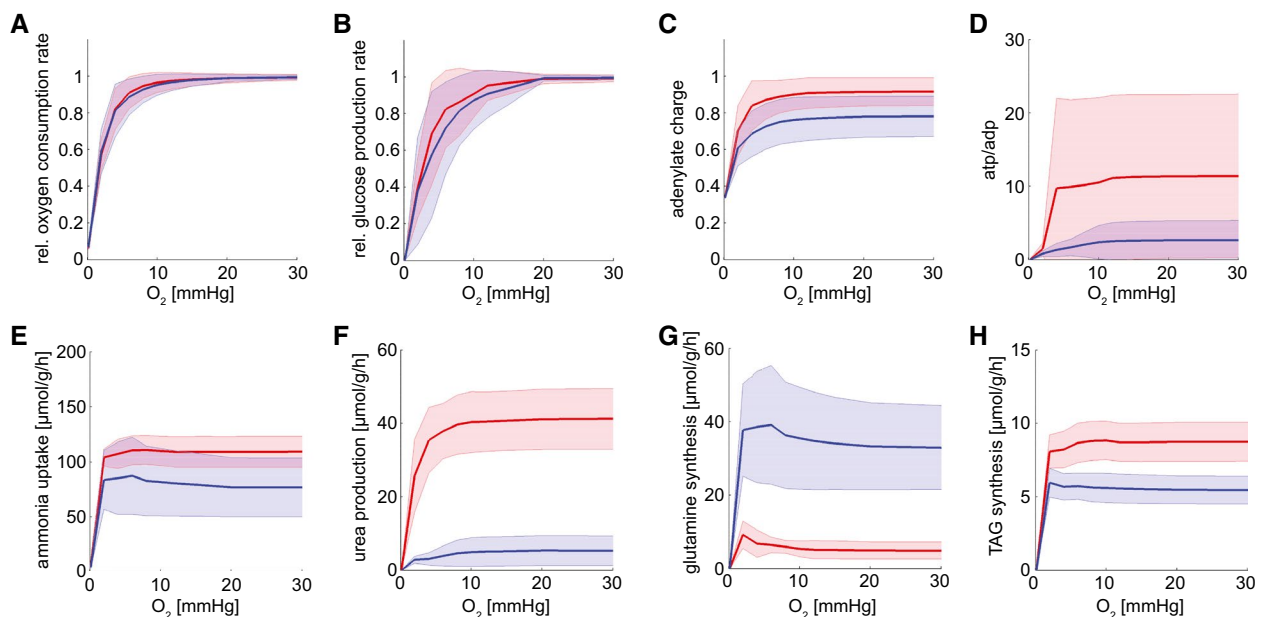 A B C D
rel. oxygen consumption rate
1
0.8
0.6
0.4
0.2
0
0 10 20 30
O2 [mmHg]
rel. glucose production rate
1
0.8
0.6
0.4
0.2
0
0 10 20 30
O2 [mmHg]
adenylate charge
1
0.8
0.6
0.4
0.2
0
0 10 20 30
O2 [mmHg]
atp/adp
30
20
10
0
0 10 20 30
O2 [mmHg]
E F G H
ammonia uptake [µmol/g/h]
200
150
100
50
0
0 10 20 30
O2 [mmHg]
urea production [µmol/g/h]
60
40
20
0
0 10 20 30
O2 [mmHg]
glutamine synthesis [µmol/g/h]
60
40
20
0
0 10 20 30
O2 [mmHg]
TAG synthesis [µmol/g/h]
15
10
5
0
0 10 20 30
O2 [mmHg]